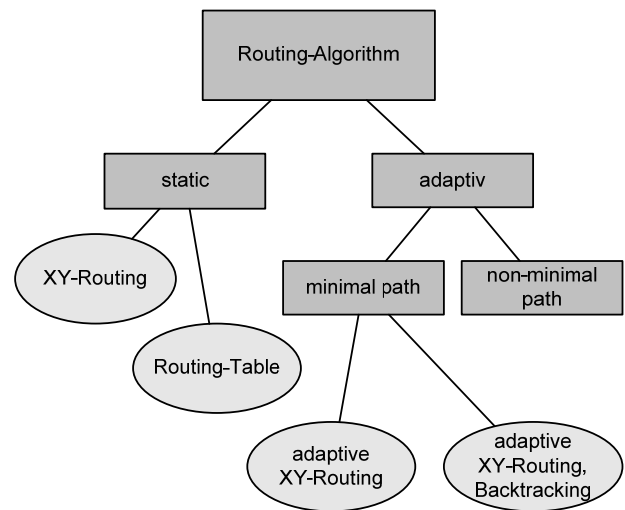 Routing-Algorithm
static
adaptiv
XY-Routing
minimal path
non-minimal
path
Routing-Table
adaptive
XY-Routing
adaptive
XY-Routing,
Backtracking